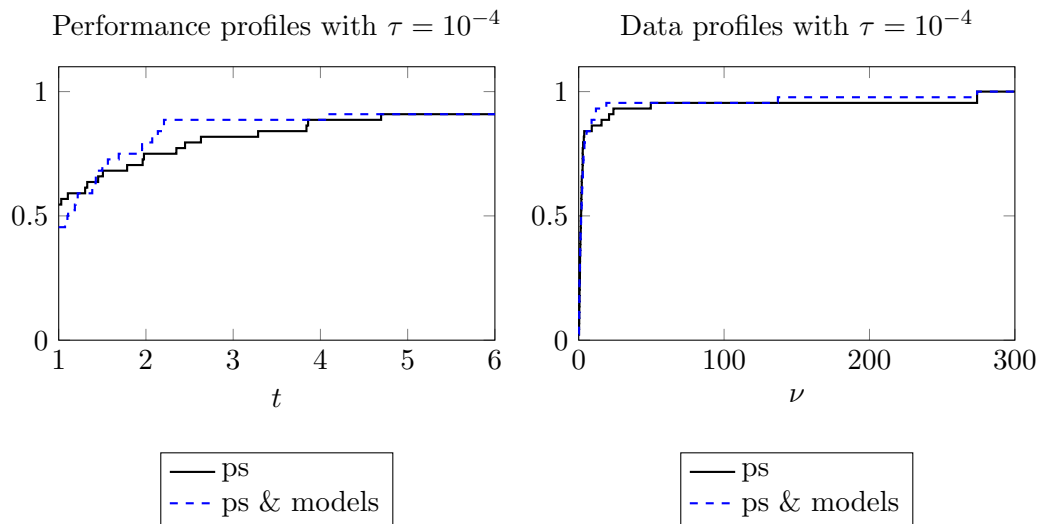 Performance profiles with τ = 10⁻⁴
1
0.5
0
1 2 3 4 5 6
t
ps
ps & models
Data profiles with τ = 10⁻⁴
1
0.5
0
0 100 200 300
ν
ps
ps & models